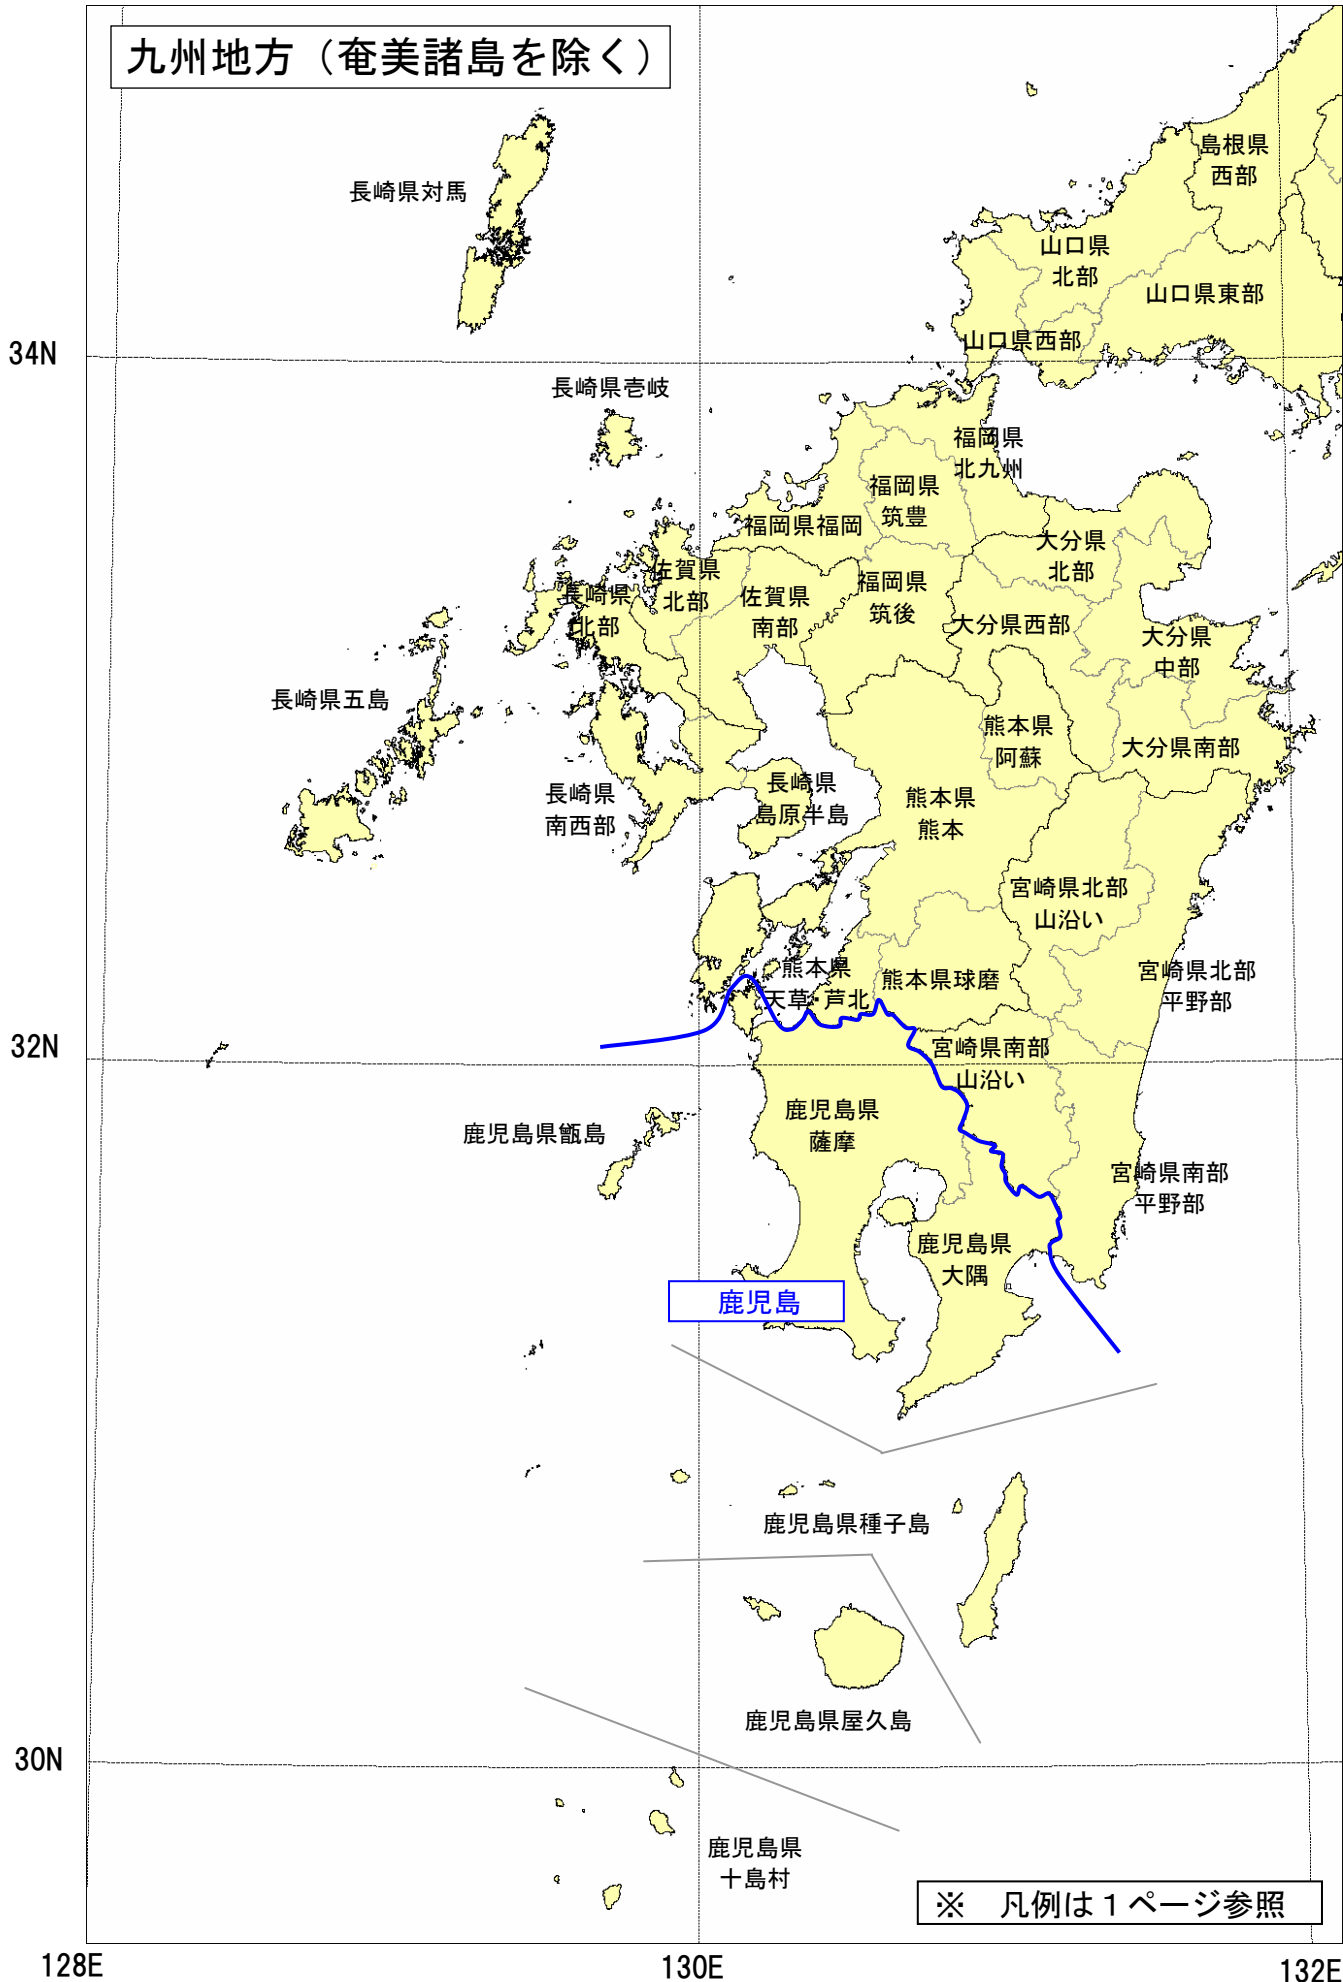 九州地方（奄美諸島を除く）
島根県
西部
長崎県対馬
山口県
北部
山口県東部
山口県西部
34N
長崎県壱岐
福岡県
北九州
福岡県
筑豊
福岡県福岡
大分県
北部
佐賀県
北部
福岡県
筑後
長崎県
北部
佐賀県
南部
大分県西部
大分県
中部
長崎県五島
熊本県
阿蘇
大分県南部
長崎県
南西部
長崎県
島原半島
熊本県
熊本
宮崎県北部
山沿い
熊本県
天草・芦北
熊本県球磨
宮崎県北部
平野部
32N
宮崎県南部
山沿い
鹿児島県
薩摩
鹿児島県甑島
宮崎県南部
平野部
鹿児島県
大隅
鹿児島
鹿児島県種子島
鹿児島県屋久島
30N
鹿児島県
十島村
※　凡例は１ページ参照
128E
130E
132E